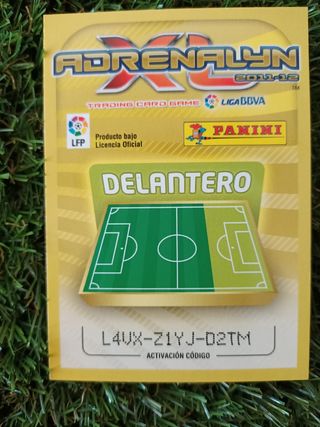 ADRENALYN
XL
2011-12
TM
TRADING CARD GAME LIGA BBVA
LFP
Producto bajo
Licencia Oficial
PANINI
DELANTERO
L4VX-Z1YJ-D2TM
ACTIVACIÓN CÓDIGO